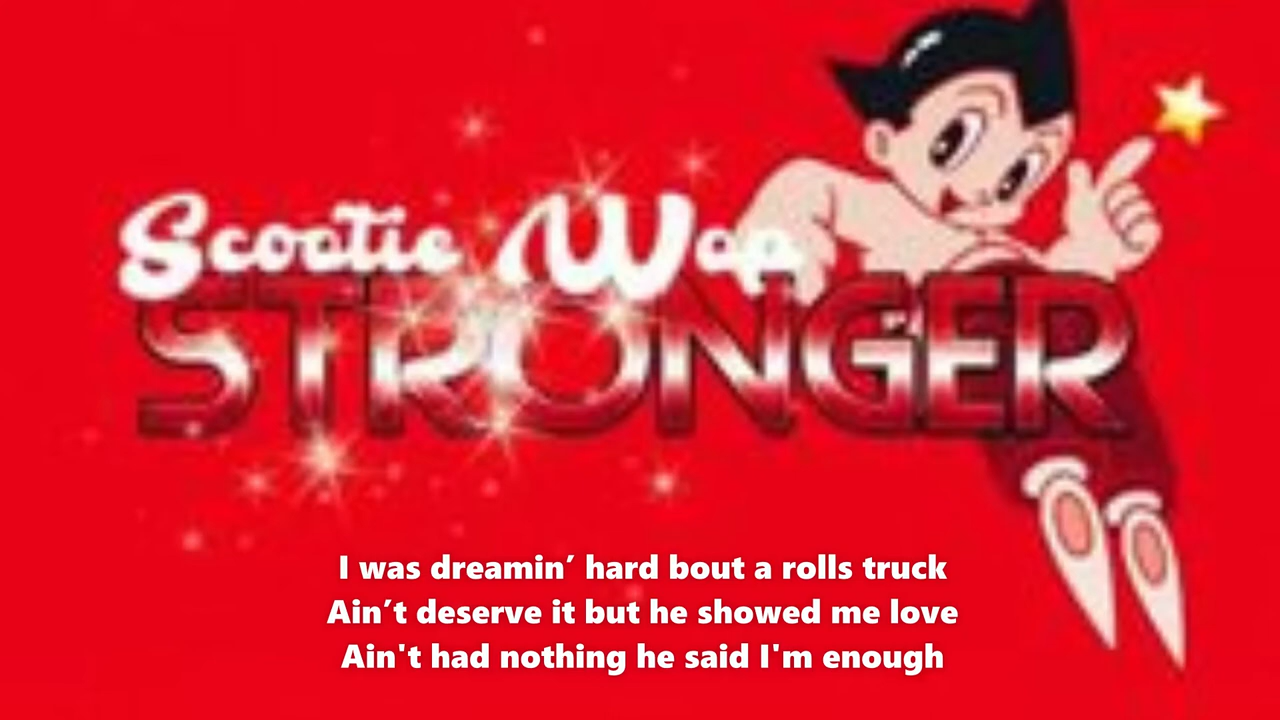 Scootie Wop
STRONGER
I was dreamin’ hard bout a rolls truck
Ain’t deserve it but he showed me love
Ain't had nothing he said I'm enough